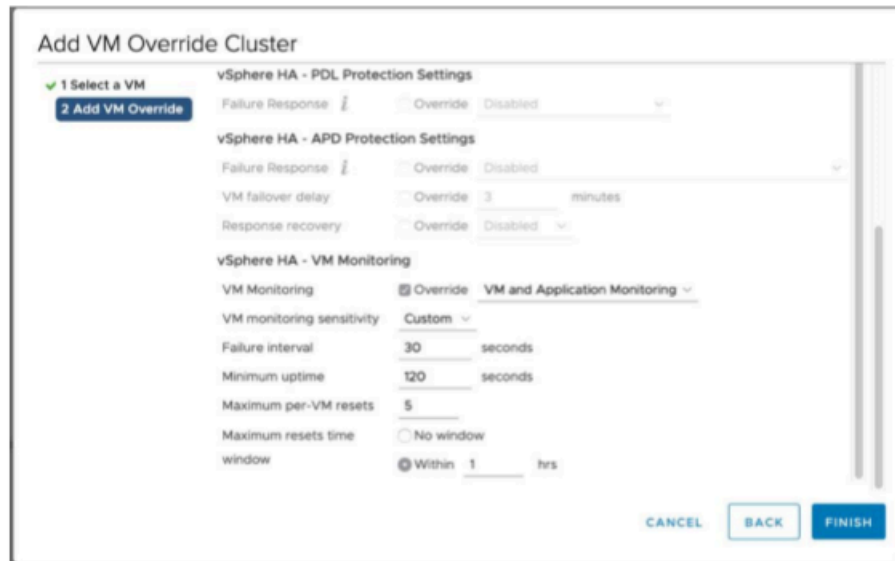 Add VM Override Cluster
1 Select a VM
2 Add VM Override
vSphere HA - PDL Protection Settings
Failure Response i Override Disabled
vSphere HA - APD Protection Settings
Failure Response i Override Disabled
VM failover delay Override 3 minutes
Response recovery Override Disabled
vSphere HA - VM Monitoring
VM Monitoring Override VM and Application Monitoring
VM monitoring sensitivity Custom
Failure interval 30 seconds
Minimum uptime 120 seconds
Maximum per-VM resets 5
Maximum resets time No window
window Within 1 hrs
CANCEL BACK FINISH